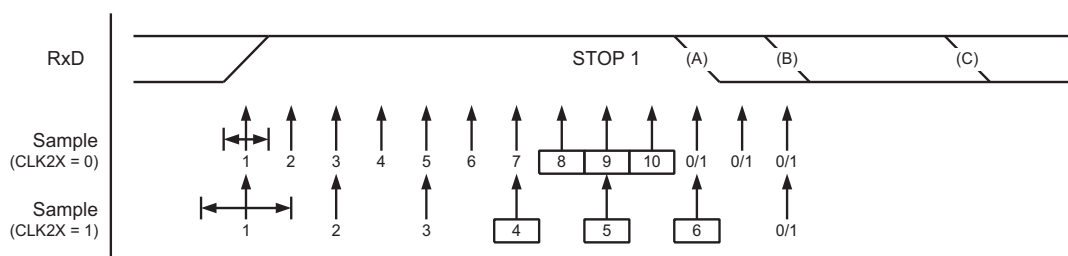 RxD
STOP 1
(A)
(B)
(C)
Sample
(CLK2X = 0)
1 2 3 4 5 6 7 8 9 10 0/1 0/1 0/1
Sample
(CLK2X = 1)
1 2 3 4 5 6 0/1